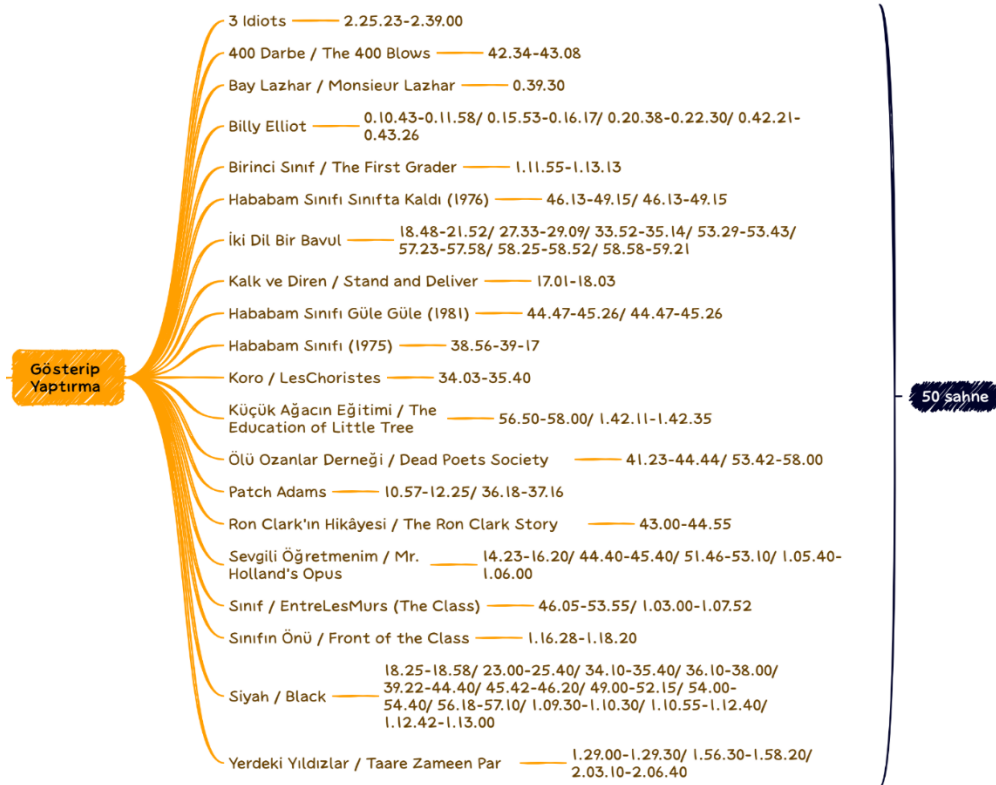 3 Idiots
2.25.23-2.39.00
400 Darbe / The 400 Blows
42.34-43.08
Bay Lazhar / Monsieur Lazhar
0.39.30
Billy Elliot
0.10.43-0.11.58/ 0.15.53-0.16.17/ 0.20.38-0.22.30/ 0.42.21-
0.43.26
Birinci Sınıf / The First Grader
1.11.55-1.13.13
Hababam Sınıfı Sınıfta Kaldı (1976)
46.13-49.15/ 46.13-49.15
İki Dil Bir Bavul
18.48-21.52/ 27.33-29.09/ 33.52-35.14/ 53.29-53.43/
57.23-57.58/ 58.25-58.52/ 58.58-59.21
Kalk ve Diren / Stand and Deliver
17.01-18.03
Hababam Sınıfı Güle Güle (1981)
44.47-45.26/ 44.47-45.26
Hababam Sınıfı (1975)
38.56-39-17
Gösterip
Yaptırma
Koro / LesChoristes
34.03-35.40
50 sahne
Küçük Ağacın Eğitimi / The
Education of Little Tree
56.50-58.00/ 1.42.11-1.42.35
Ölü Ozanlar Derneği / Dead Poets Society
41.23-44.44/ 53.42-58.00
Patch Adams
10.57-12.25/ 36.18-37.16
Ron Clark'ın Hikâyesi / The Ron Clark Story
43.00-44.55
Sevgili Öğretmenim / Mr.
Holland's Opus
14.23-16.20/ 44.40-45.40/ 51.46-53.10/ 1.05.40-
1.06.00
Sınıf / EntreLesMurs (The Class)
46.05-53.55/ 1.03.00-1.07.52
Sınıfın Önü / Front of the Class
1.16.28-1.18.20
Siyah / Black
18.25-18.58/ 23.00-25.40/ 34.10-35.40/ 36.10-38.00/
39.22-44.40/ 45.42-46.20/ 49.00-52.15/ 54.00-
54.40/ 56.18-57.10/ 1.09.30-1.10.30/ 1.10.55-1.12.40/
1.12.42-1.13.00
Yerdeki Yıldızlar / Taare Zameen Par
1.29.00-1.29.30/ 1.56.30-1.58.20/
2.03.10-2.06.40